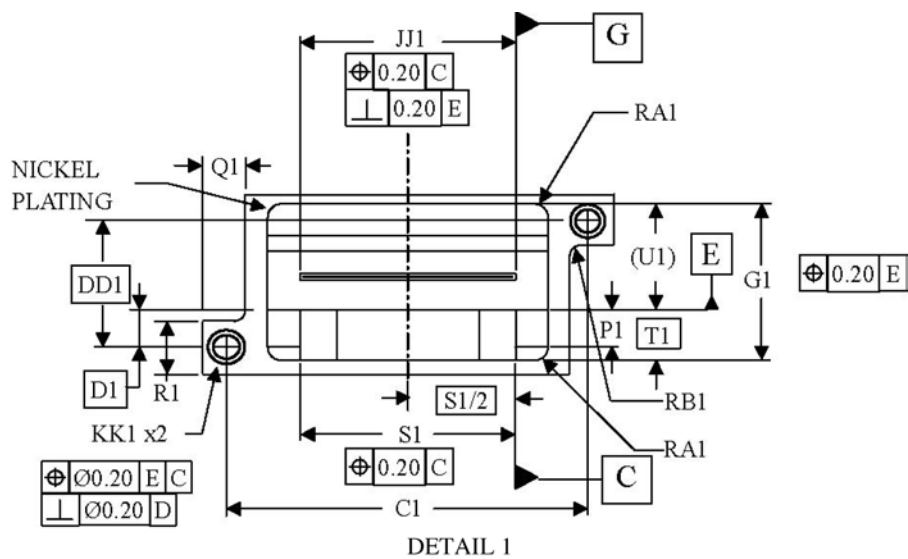 JJ1
G
⌖ 0.20 C
⊥ 0.20 E
RA1
NICKEL
PLATING
Q1
(U1)
E
DD1
G1
⌖ 0.20 E
P1
T1
D1
R1
S1/2
RB1
KK1 x2
S1
RA1
⌖ Ø0.20 E C
⊥ Ø0.20 D
⌖ 0.20 C
C
C1
DETAIL 1